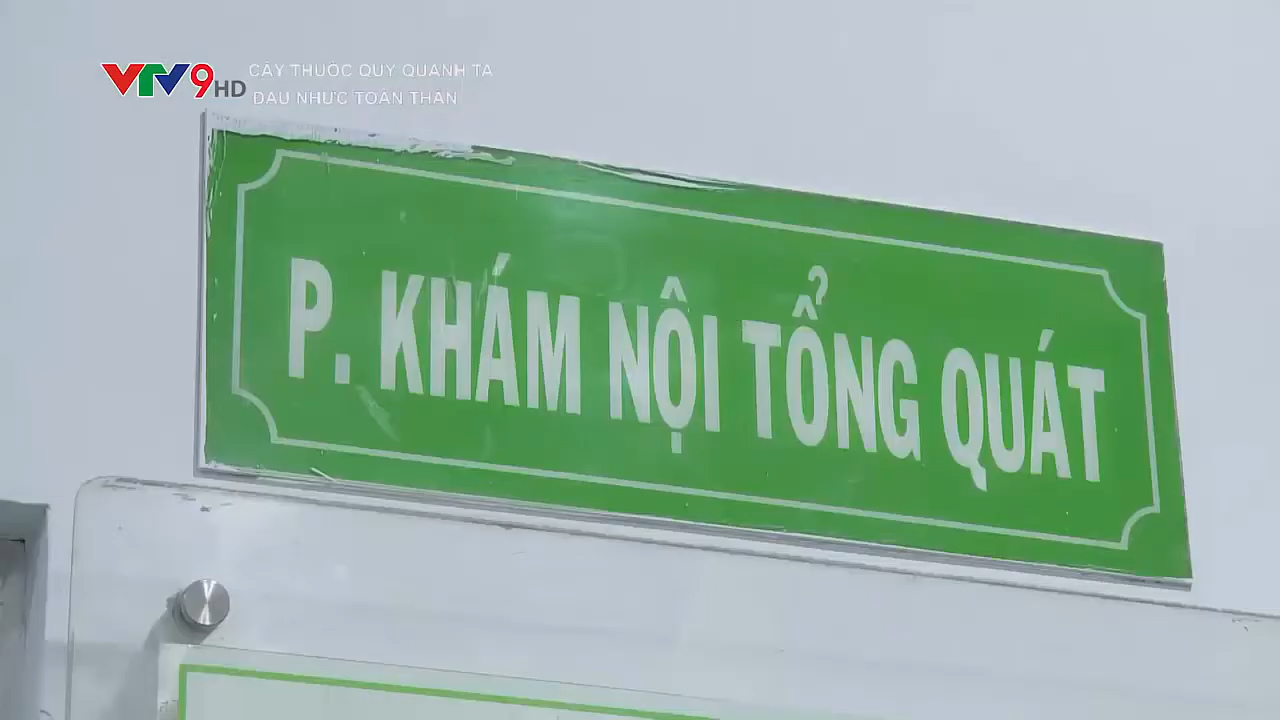 VTV9HD
CÂY THUỐC QUÝ QUANH TA
ĐAU NHỨC TOÀN THÂN
P. KHÁM NỘI TỔNG QUÁT